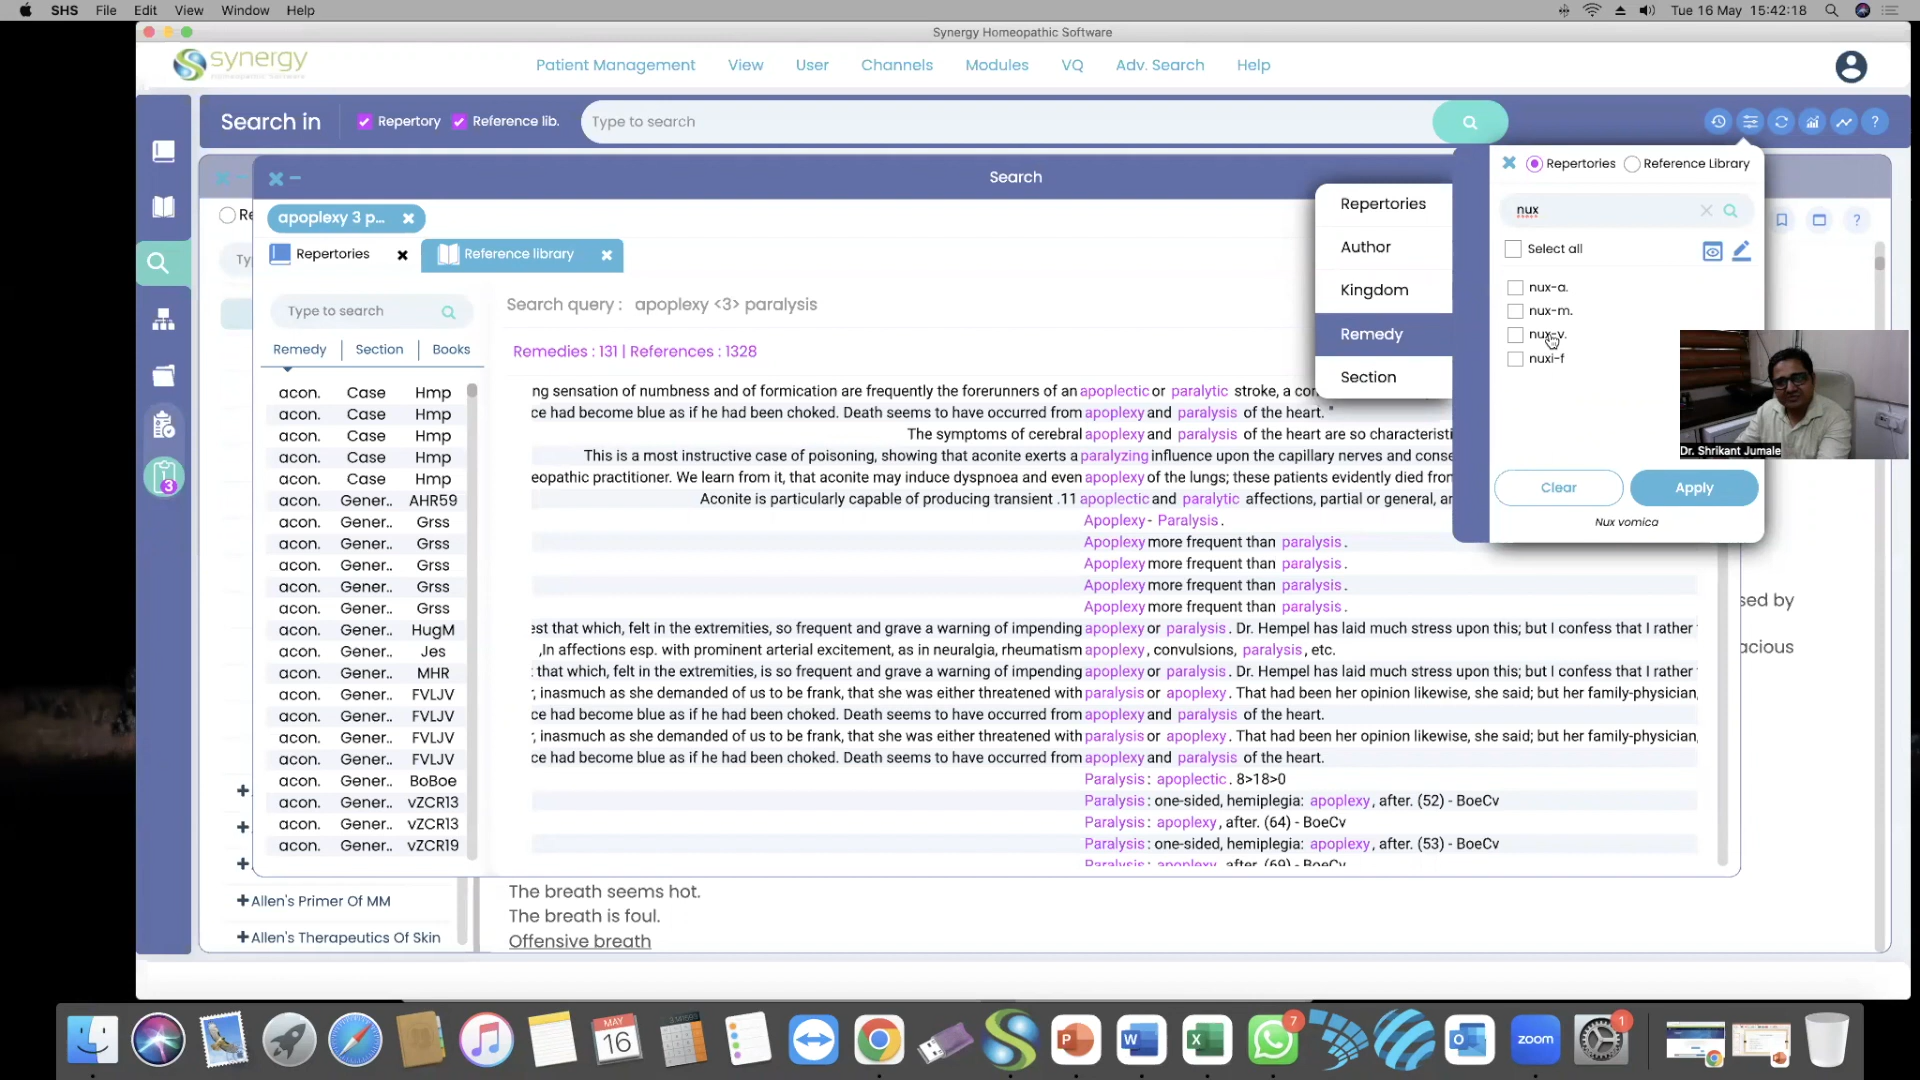 SHS File Edit View Window Help
Tue 16 May 15:42:18
Synergy Homeopathic Software
synergy
Patient Management View User Channels Modules VQ Adv. Search Help
Search in Repertory Reference lib. Type to search
Search
apoplexy 3 p...
Repertories Reference library
Type to search
Remedy Section Books
Search query : apoplexy <3> paralysis
Remedies : 131 | References : 1328
acon. Case Hmp ng sensation of numbness and of formication are frequently the forerunners of an apoplectic or paralytic stroke, a co
acon. Case Hmp ce had become blue as if he had been choked. Death seems to have occurred from apoplexy and paralysis of the heart. "
acon. Case Hmp The symptoms of cerebral apoplexy and paralysis of the heart are so characteristi
acon. Case Hmp This is a most instructive case of poisoning, showing that aconite exerts a paralyzing influence upon the capillary nerves and conse
acon. Case Hmp eopathic practitioner. We learn from it, that aconite may induce dyspnoea and even apoplexy of the lungs; these patients evidently died fron
acon. Gener.. AHR59 Aconite is particularly capable of producing transient .11 apoplectic and paralytic affections, partial or general, a
acon. Gener.. Grss Apoplexy - Paralysis .
acon. Gener.. Grss Apoplexy more frequent than paralysis .
acon. Gener.. Grss Apoplexy more frequent than paralysis .
acon. Gener.. Grss Apoplexy more frequent than paralysis .
acon. Gener.. Grss Apoplexy more frequent than paralysis .
acon. Gener.. HugM est that which, felt in the extremities, so frequent and grave a warning of impending apoplexy or paralysis . Dr. Hempel has laid much stress upon this; but I confess that I rather
acon. Gener.. Jes ,In affections esp. with prominent arterial excitement, as in neuralgia, rheumatism apoplexy , convulsions, paralysis , etc.
acon. Gener.. MHR that which, felt in the extremities, is so frequent and grave a warning of impending apoplexy or paralysis . Dr. Hempel has laid much stress upon this; but I confess that I rather
acon. Gener.. FVLJV , inasmuch as she demanded of us to be frank, that she was either threatened with paralysis or apoplexy . That had been her opinion likewise, she said; but her family-physician,
acon. Gener.. FVLJV ce had become blue as if he had been choked. Death seems to have occurred from apoplexy and paralysis of the heart.
acon. Gener.. FVLJV , inasmuch as she demanded of us to be frank, that she was either threatened with paralysis or apoplexy . That had been her opinion likewise, she said; but her family-physician,
acon. Gener.. FVLJV ce had become blue as if he had been choked. Death seems to have occurred from apoplexy and paralysis of the heart.
acon. Gener.. BoBoe Paralysis : apoplectic . 8>18>0
acon. Gener.. vZCR13 Paralysis : one-sided, hemiplegia: apoplexy , after. (52) - BoeCv
acon. Gener.. vZCR13 Paralysis : apoplexy , after. (64) - BoeCv
acon. Gener.. vZCR19 Paralysis : one-sided, hemiplegia: apoplexy , after. (53) - BoeCv
Paralysis : apoplexy , after. (69) - BoeCv
Repertories
Author
Kingdom
Remedy
Section
Repertories Reference Library
nux
Select all
nux-a.
nux-m.
nux-v.
nuxi-f
Clear Apply
Nux vomica
Dr. Shrikant Jumale
sed by
acious
The breath seems hot.
The breath is foul.
Offensive breath
Allen's Primer Of MM
Allen's Therapeutics Of Skin
3
MAY
16
P
W
X
7
O
zoom
1